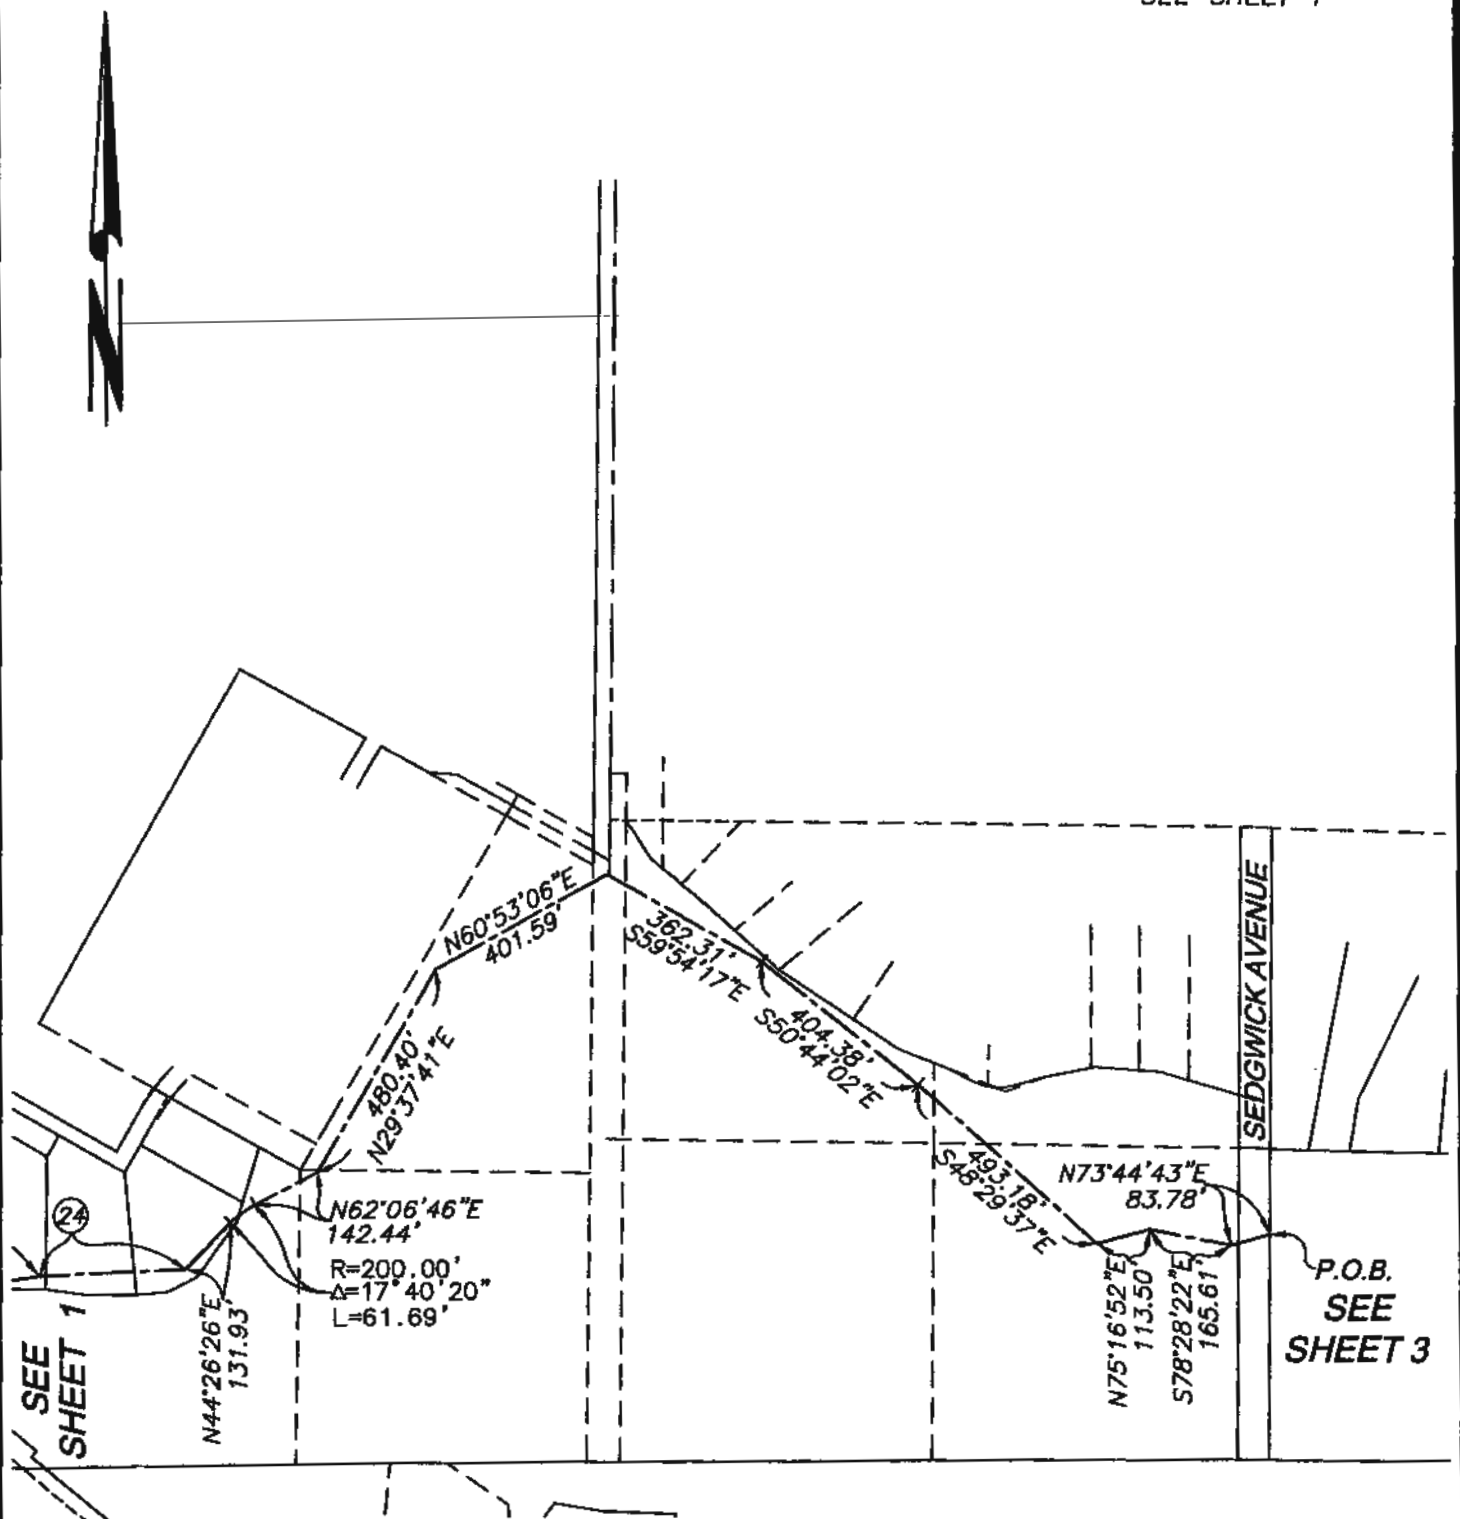 N
N60°53'06"E
401.59'
362.31'
S59°54'17"E
404.38'
S50°44'02"E
480.40'
N29°37'41"E
493.18'
S48°29'37"E
SEDGWICK AVENUE
N73°44'43"E
83.78'
24
N62°06'46"E
142.44'
R=200.00'
Δ=17°40'20"
L=61.69'
N44°26'26"E
131.93'
N75°16'52"E
113.50'
S78°28'22"E
165.61'
P.O.B.
SEE
SHEET 3
SEE
SHEET 1